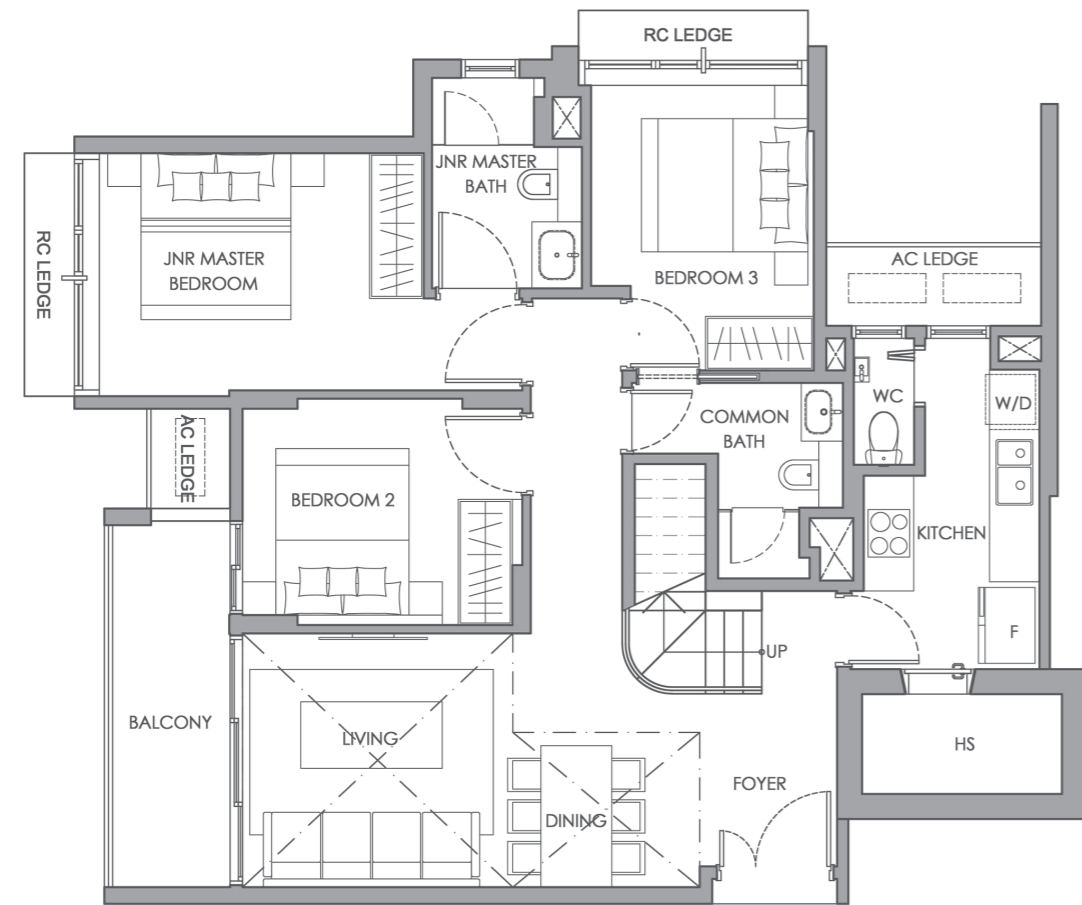 RC LEDGE
JNR MASTER
BATH
RC LEDGE
JNR MASTER
BEDROOM
BEDROOM 3
AC LEDGE
WC
W/D
AC LEDGE
COMMON
BATH
BEDROOM 2
KITCHEN
F
UP
BALCONY
LIVING
HS
FOYER
DINING